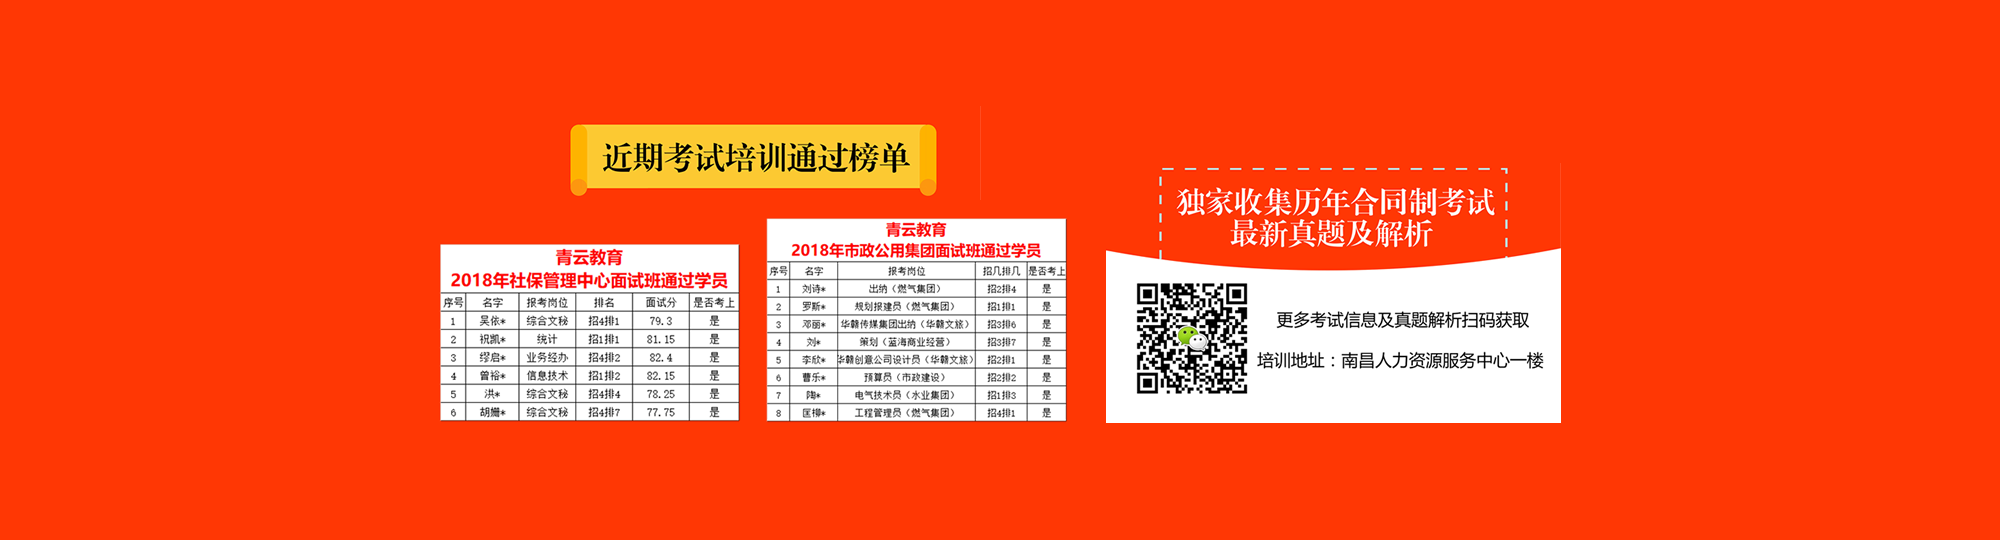 近期考试培训通过榜单
青云教育
2018年社保管理中心面试班通过学员
序号 名字 报考岗位 排名 面试分 是否考上
1 吴依* 综合文秘 招4排1 79.3 是
2 祝凯* 统计 招1排1 81.15 是
3 缪启* 业务经办 招4排2 82.4 是
4 曾裕* 信息技术 招1排2 82.15 是
5 洪* 综合文秘 招4排4 78.25 是
6 胡姗* 综合文秘 招4排7 77.75 是
青云教育
2018年市政公用集团面试班通过学员
序号 名字 报考岗位 招几排几 是否考上
1 刘诗* 出纳（燃气集团） 招2排4 是
2 罗斯* 规划报建员（燃气集团） 招1排1 是
3 邓丽* 华赣传媒集团出纳（华赣文旅） 招3排6 是
4 刘* 策划（蓝海商业经营） 招3排7 是
5 李欣* 华赣创意公司设计员（华赣文旅） 招2排1 是
6 曹乐* 预算员（市政建设） 招2排2 是
7 陶* 电气技术员（水业集团） 招1排3 是
8 匡柳* 工程管理员（燃气集团） 招4排1 是
独家收集历年合同制考试
最新真题及解析
更多考试信息及真题解析扫码获取
培训地址：南昌人力资源服务中心一楼